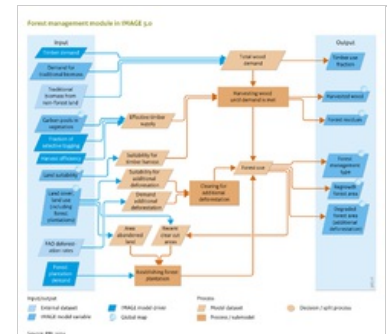 Forest management module in IMAGE 3.0
Input
Output
Process
Timber demand
Demand for
traditional biomass
Traditional
biomass from
non-forest land
Carbon pools in
vegetation
Fraction of
selective logging
Harvest efficiency
Land suitability
Land cover,
land use
(including
forest
plantations)
FAO deforest-
ation rates
Forest
plantation
demand
Total wood
demand
Harvesting wood
until demand is met
Effective timber
supply
Suitability for
timber harvest
Suitability for
additional
deforestation
Demand
additional
deforestation
Clearing for
additional
deforestation
Forest use
Area
abandoned
land
Recent
clear cut
areas
Establishing forest
plantation
Timber use
fraction
Harvested wood
Forest residues
Forest
management
type
Regrowth
forest area
Degraded
forest area
(additional
deforestation)
Input/output
External dataset
IMAGE model driver
IMAGE model variable
Global map
Process
Model dataset
Decision / split process
Process / submodel